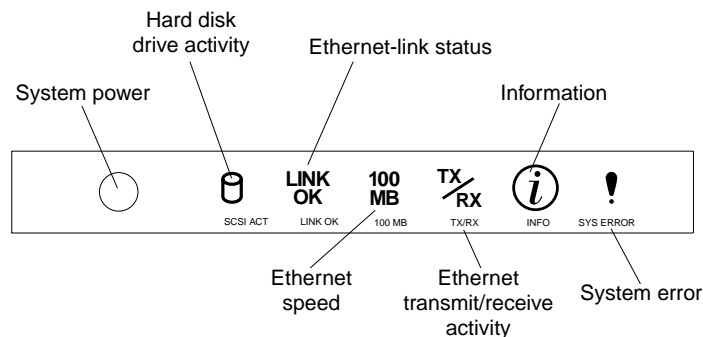 Hard disk
drive activity
Ethernet-link status
System power
Information
LINK
OK
100
MB
TX
RX
i
!
SCSI ACT
LINK OK
100 MB
TX/RX
INFO
SYS ERROR
Ethernet
speed
Ethernet
transmit/receive
activity
System error